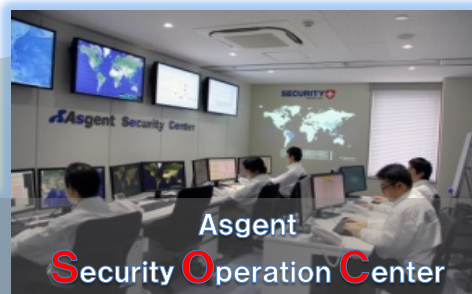 SECURITY
Asgent Security Center
Asgent
Security Operation Center